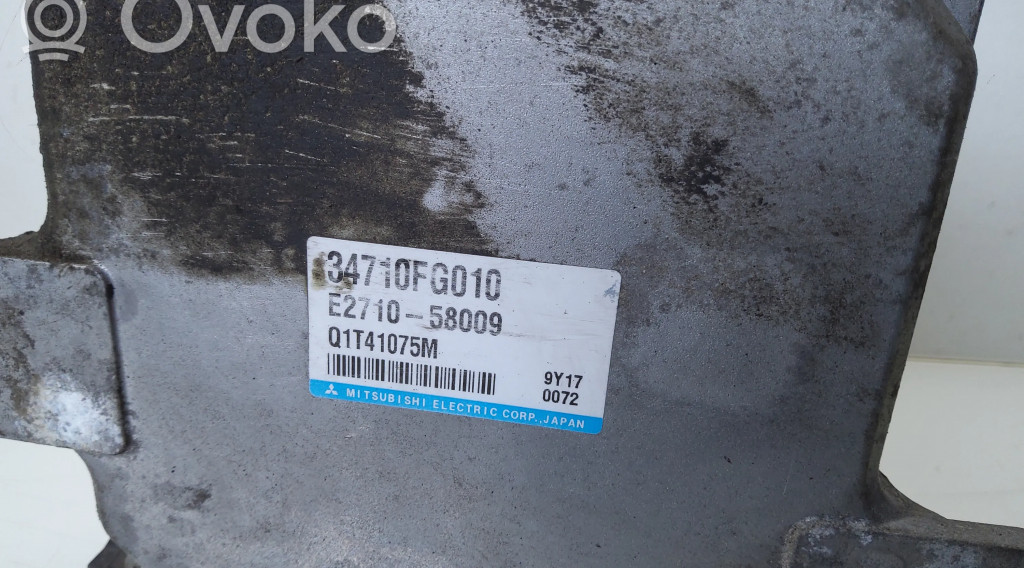 Ovoko
34710FG010
E2710-58009
Q1T41075M
9Y17
0072
MITSUBISHI ELECTRIC CORP.,JAPAN